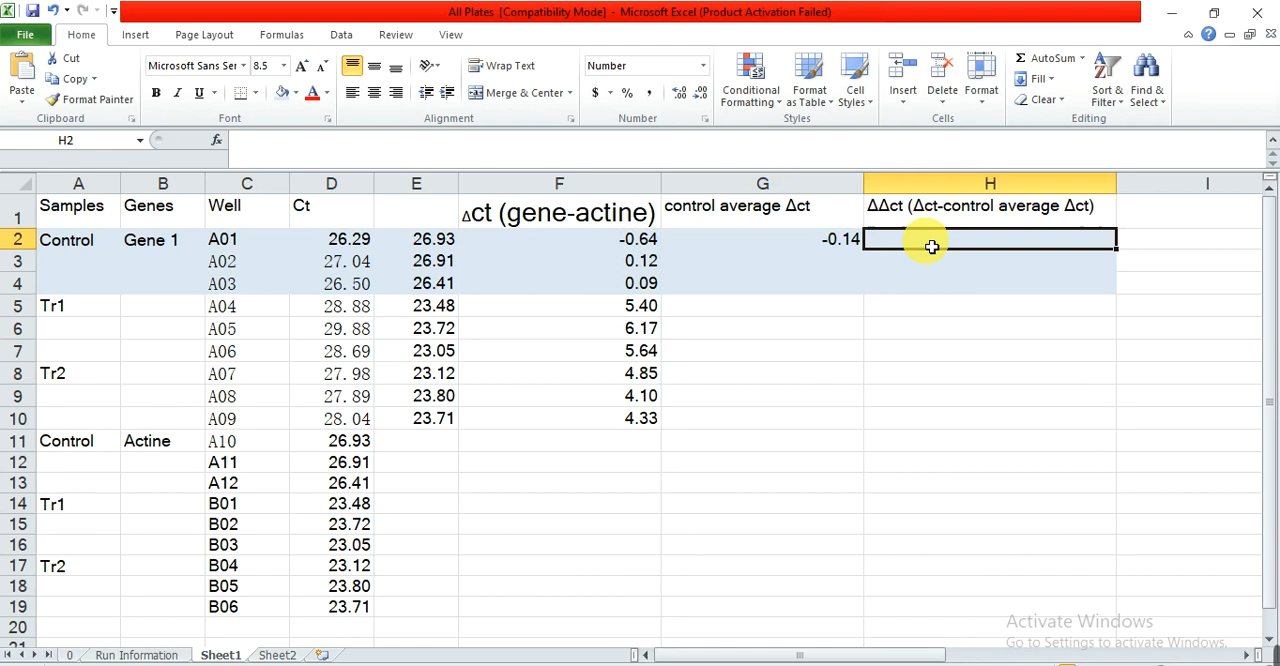 All Plates [Compatibility Mode] - Microsoft Excel (Product Activation Failed)
File Home Insert Page Layout Formulas Data Review View
Paste
Cut
Copy
Format Painter
Clipboard
Microsoft Sans Ser 8.5
B I U
Font
Wrap Text
Merge & Center
Alignment
Number
$ % ,
Number
Conditional Formatting
Format as Table
Cell Styles
Styles
Insert Delete Format
Cells
AutoSum
Fill
Clear
Sort & Filter
Find & Select
Editing
H2 fx
A B C D E F G H I
1 Samples Genes Well Ct Δct (gene-actine) control average Δct ΔΔct (Δct-control average Δct)
2 Control Gene 1 A01 26.29 26.93 -0.64 -0.14
3 A02 27.04 26.91 0.12
4 A03 26.50 26.41 0.09
5 Tr1 A04 28.88 23.48 5.40
6 A05 29.88 23.72 6.17
7 A06 28.69 23.05 5.64
8 Tr2 A07 27.98 23.12 4.85
9 A08 27.89 23.80 4.10
10 A09 28.04 23.71 4.33
11 Control Actine A10 26.93
12 A11 26.91
13 A12 26.41
14 Tr1 B01 23.48
15 B02 23.72
16 B03 23.05
17 Tr2 B04 23.12
18 B05 23.80
19 B06 23.71
20
21
Activate Windows
Go to Settings to activate Windows.
0 Run Information Sheet1 Sheet2